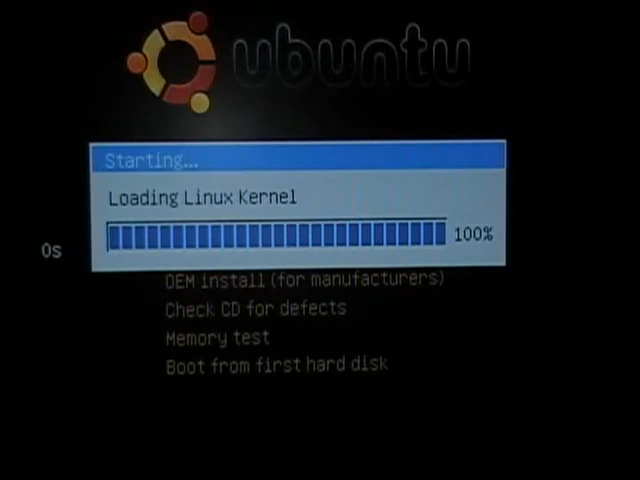 ubuntu
Starting...
Loading Linux Kernel
100%
0s
OEM install (for manufacturers)
Check CD for defects
Memory test
Boot from first hard disk